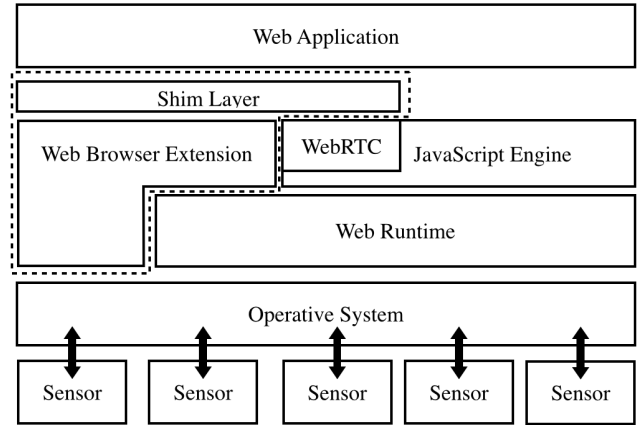 Web Application
Shim Layer
Web Browser Extension
WebRTC
JavaScript Engine
Web Runtime
Operative System
Sensor Sensor Sensor Sensor Sensor